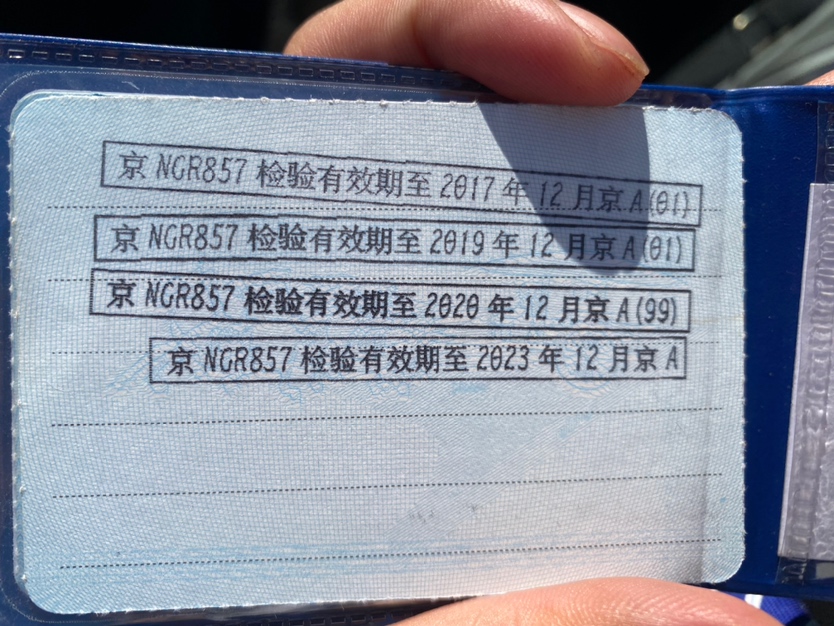 京 NGR857 检验有效期至 2017 年 12 月京 A(01)
京 NGR857 检验有效期至 2019 年 12 月京 A(01)
京 NGR857 检验有效期至 2020 年 12 月京 A(99)
京 NGR857 检验有效期至 2023 年 12 月京 A